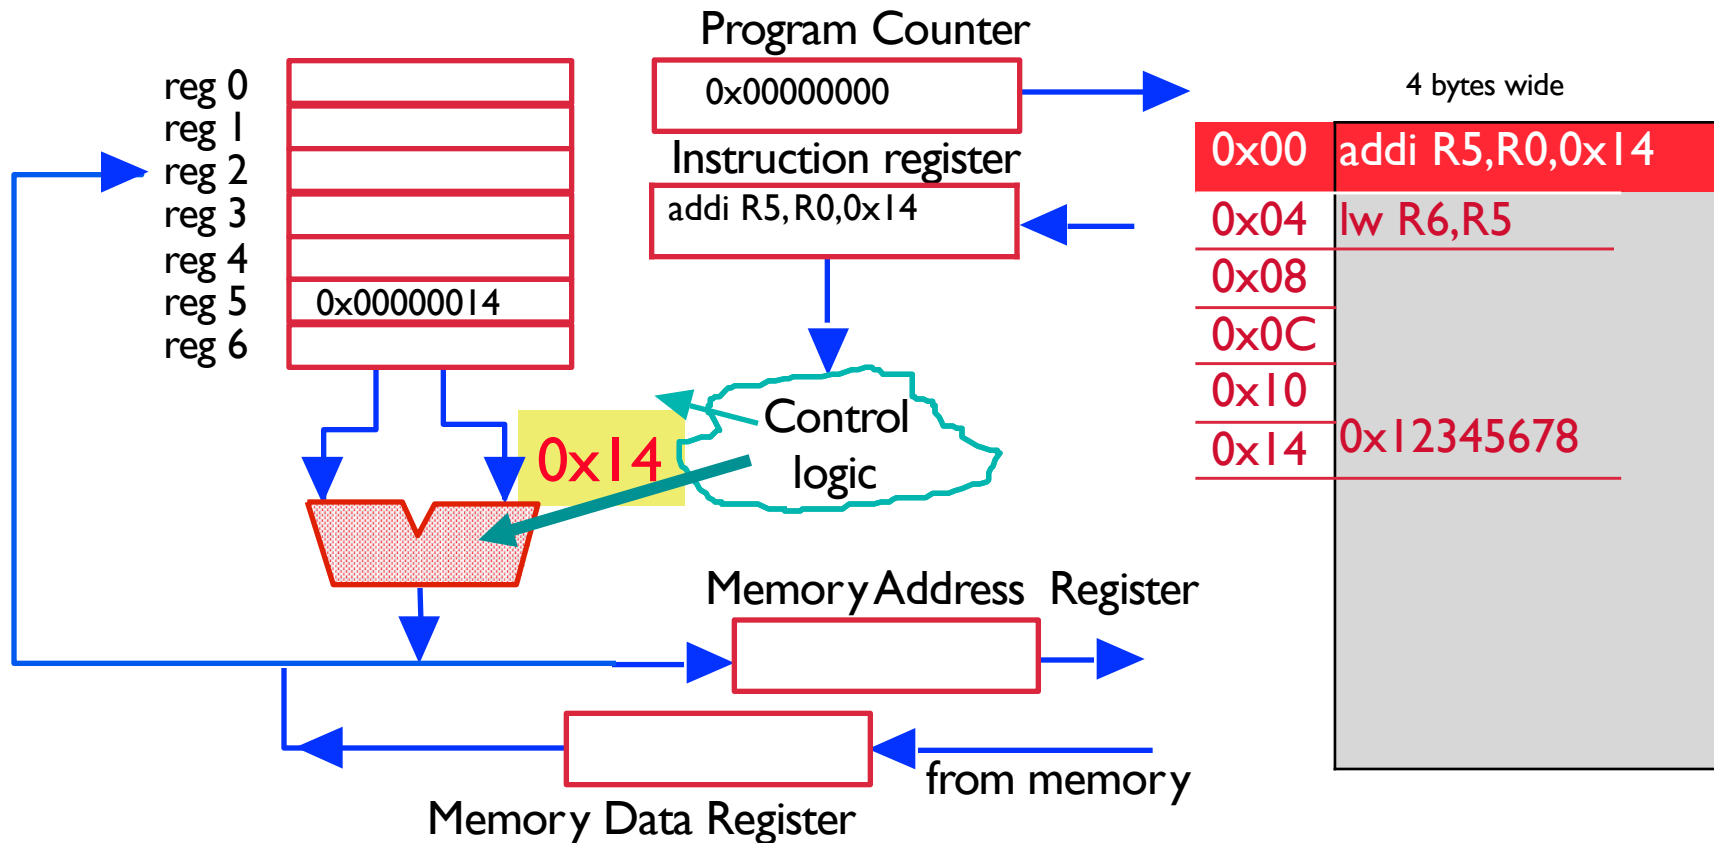 Program Counter
reg 0
reg 1
reg 2
reg 3
reg 4
reg 5
reg 6
0x00000014
0x00000000
Instruction register
addi R5, R0,0x14
4 bytes wide
0x00 addi R5,R0,0x14
0x04 lw R6,R5
0x08
0x0C
0x10
0x14 0x12345678
0x14
Control
logic
Memory Address Register
from memory
Memory Data Register